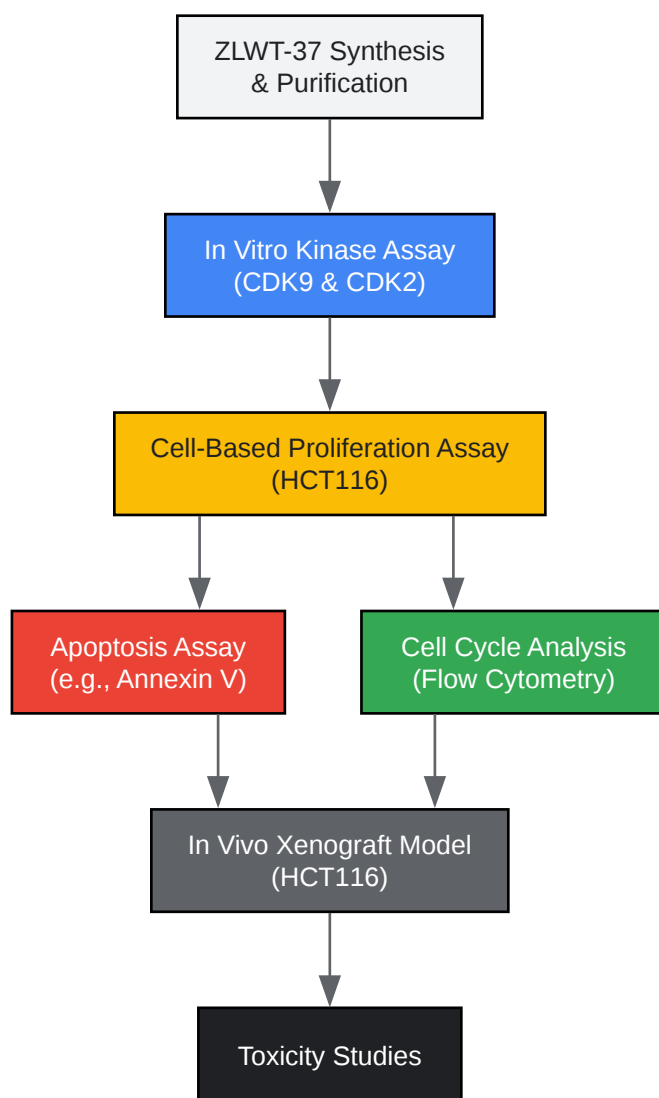 ZLWT-37 Synthesis
& Purification
In Vitro Kinase Assay
(CDK9 & CDK2)
Cell-Based Proliferation Assay
(HCT116)
Apoptosis Assay
(e.g., Annexin V)
Cell Cycle Analysis
(Flow Cytometry)
In Vivo Xenograft Model
(HCT116)
Toxicity Studies